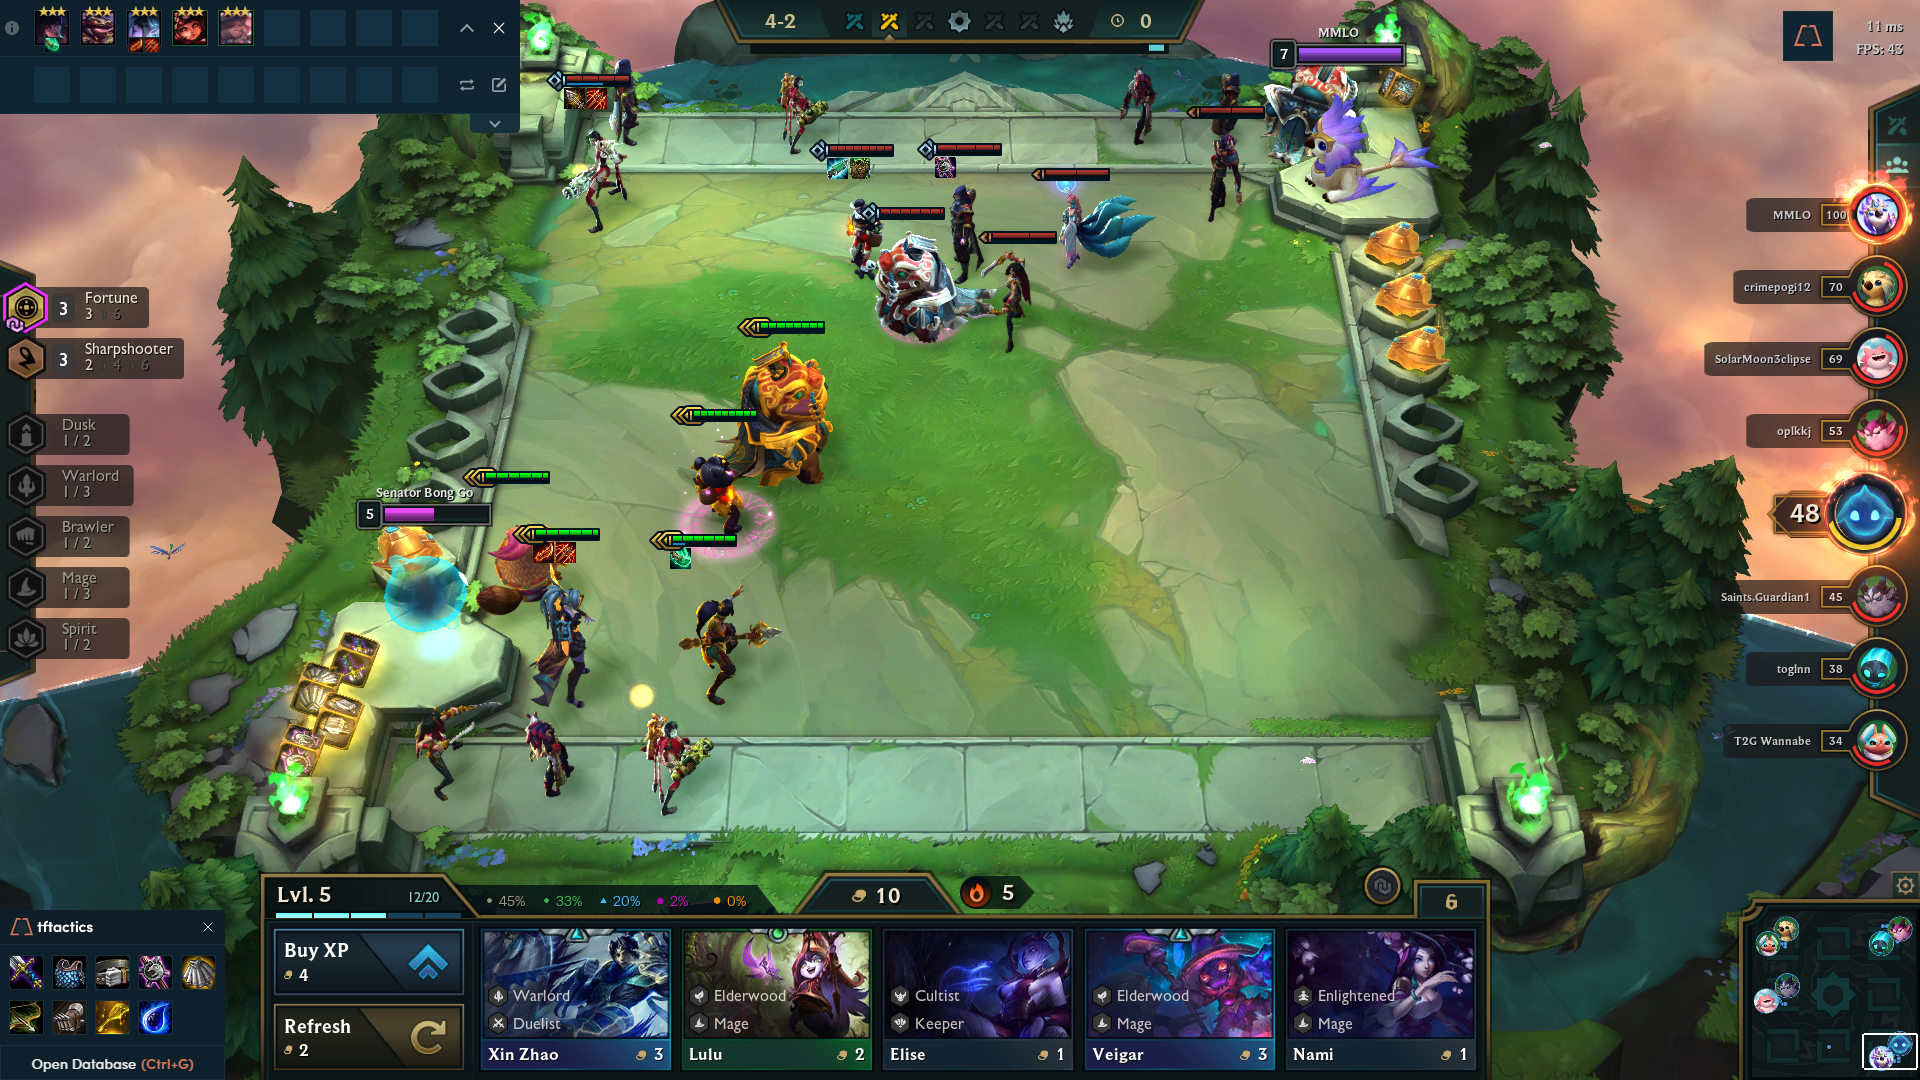 4-2
0
MMLO
7
11 ms
FPS: 43
MMLO 100
crimepogi12 70
SolarMoon3clipse 69
oplkkj 53
48
Saints.Guardian1 45
toglnn 38
T2G Wannabe 34
3 Fortune
3 6
3 Sharpshooter
2 4 6
Dusk
1 / 2
Warlord
1 / 3
Brawler
1 / 2
Mage
1 / 3
Spirit
1 / 2
Senator Bong Go
5
Lvl. 5 12/20
45% 33% 20% 2% 0%
10
5
6
tftactics
Open Database (Ctrl+G)
Buy XP
4
Refresh
2
Warlord
Duelist
Xin Zhao 3
Elderwood
Mage
Lulu 2
Cultist
Keeper
Elise 1
Elderwood
Mage
Veigar 3
Enlightened
Mage
Nami 1